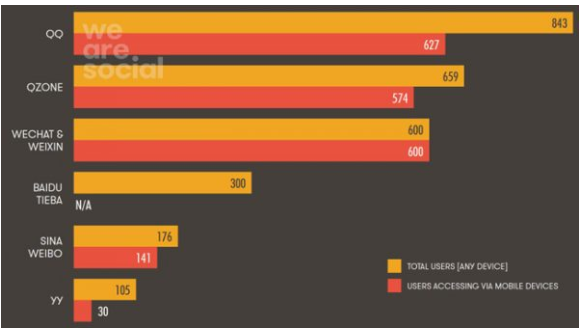 we
are
social
QQ
843
627
QZONE
659
574
WECHAT &
WEIXIN
600
600
BAIDU
TIEBA
300
N/A
SINA
WEIBO
176
141
YY
105
30
TOTAL USERS [ANY DEVICE]
USERS ACCESSING VIA MOBILE DEVICES